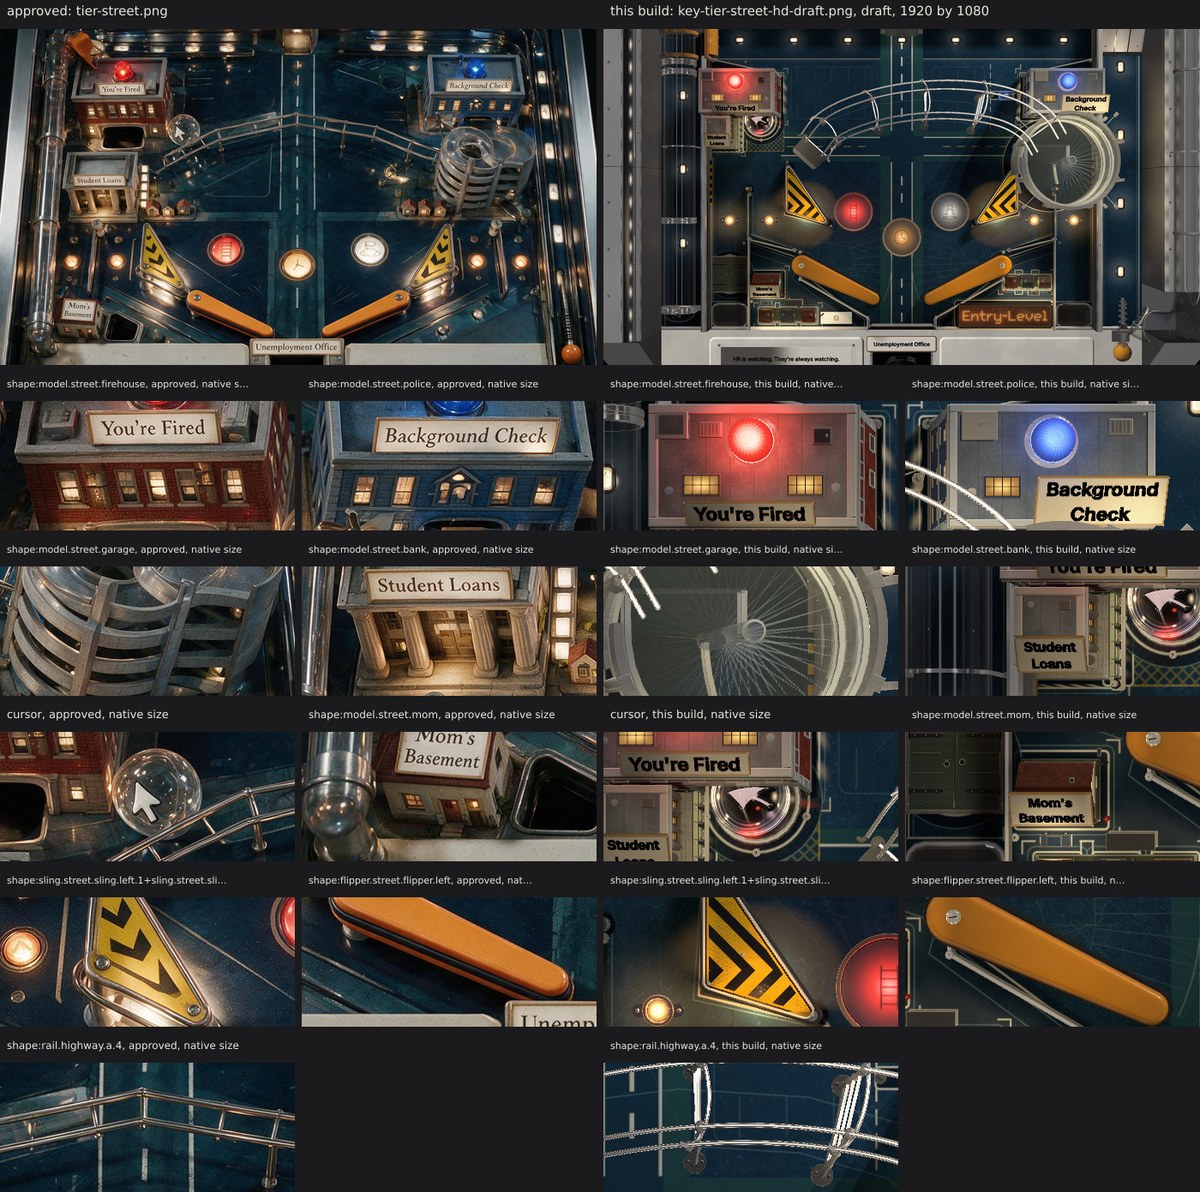 approved: tier-street.png
this build: key-tier-street-hd-draft.png, draft, 1920 by 1080
You're Fired
Background Check
Student Loans
Mom's
Basement
Unemployment Office
You're Fired
Background
Check
Student
Loans
Mom's
Basement
Entry-Level
Unemployment Office
HR is watching. They're always watching.
shape:model.street.firehouse, approved, native s...
shape:model.street.police, approved, native size
shape:model.street.firehouse, this build, native...
shape:model.street.police, this build, native si...
You're Fired
Background Check
You're Fired
Background
Check
shape:model.street.garage, approved, native size
shape:model.street.bank, approved, native size
shape:model.street.garage, this build, native si...
shape:model.street.bank, this build, native size
Student Loans
You're Fired
Student
Loans
cursor, approved, native size
shape:model.street.mom, approved, native size
cursor, this build, native size
shape:model.street.mom, this build, native size
Mom's
Basement
You're Fired
Student
Loans
Mom's
Basement
shape:sling.street.sling.left.1+sling.street.sli...
shape:flipper.street.flipper.left, approved, nat...
shape:sling.street.sling.left.1+sling.street.sli...
shape:flipper.street.flipper.left, this build, n...
Unemp
shape:rail.highway.a.4, approved, native size
shape:rail.highway.a.4, this build, native size